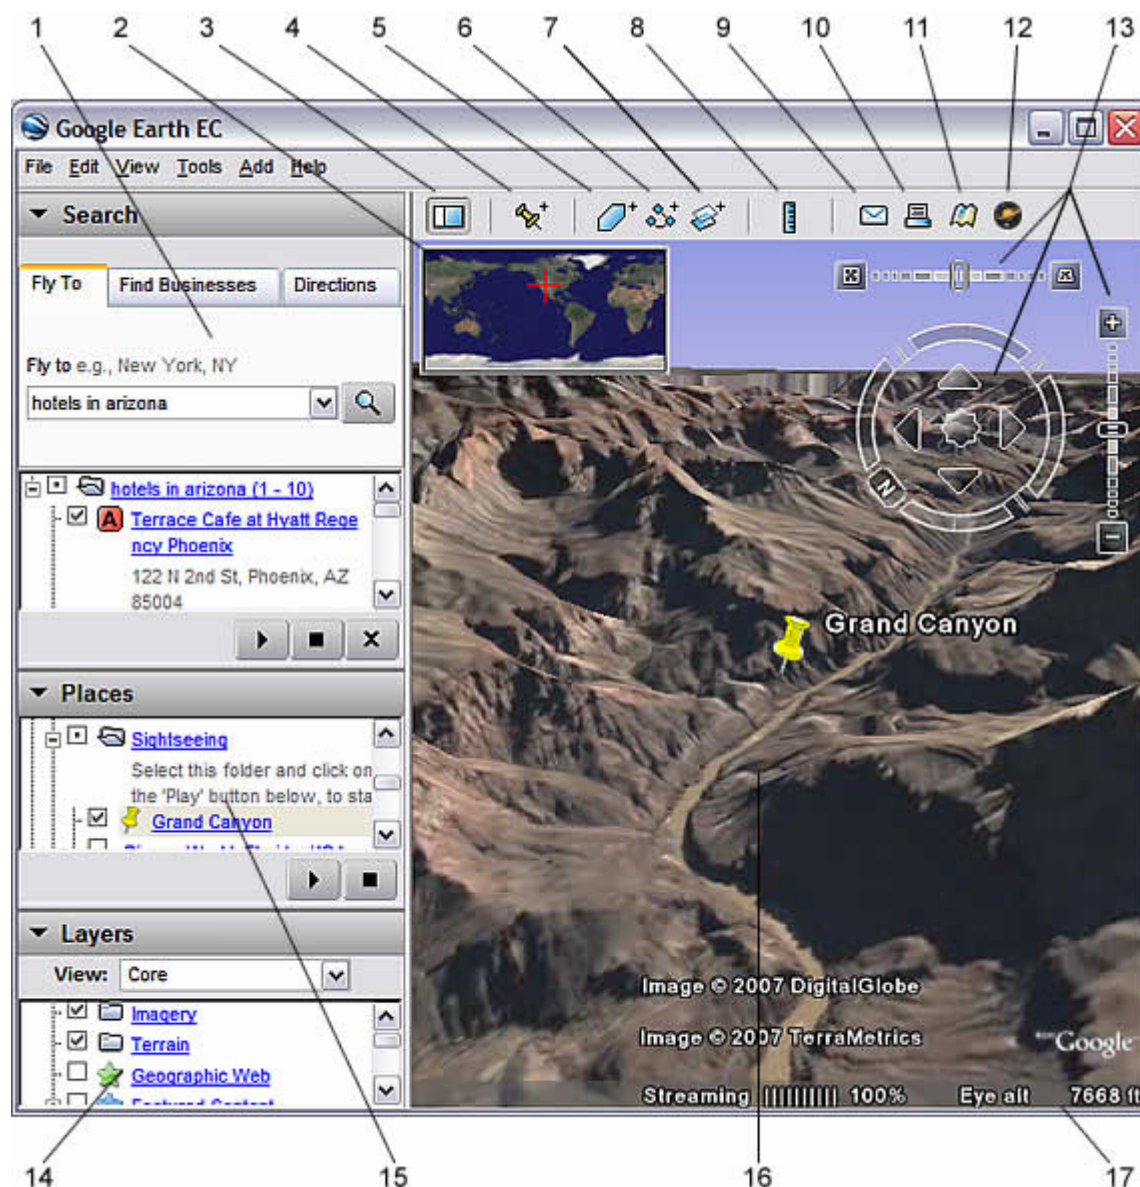 1 2 3 4 5 6 7 8 9 10 11 12 13
Google Earth EC
File Edit View Tools Add Help
Search
Fly To Find Businesses Directions
Fly to e.g., New York, NY
hotels in arizona
hotels in arizona (1 - 10)
A Terrace Cafe at Hyatt Rege
ncy Phoenix
122 N 2nd St, Phoenix, AZ
85004
Places
Sightseeing
Select this folder and click on
the 'Play' button below, to sta
Grand Canyon
Layers
View: Core
Imagery
Terrain
Geographic Web
Featured Content
N
Grand Canyon
Image © 2007 DigitalGlobe
Image © 2007 TerraMetrics
Google
Streaming |||||||||| 100% Eye alt 7668 ft
14 15 16 17